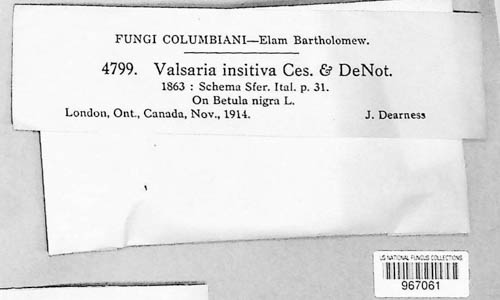 FUNGI COLUMBIANI—Elam Bartholomew.
4799. Valsaria insitiva Ces. & DeNot.
1863 : Schema Sfer. Ital. p. 31.
On Betula nigra L.
London, Ont., Canada, Nov., 1914. J. Dearness
US NATIONAL FUNGUS COLLECTIONS
967061